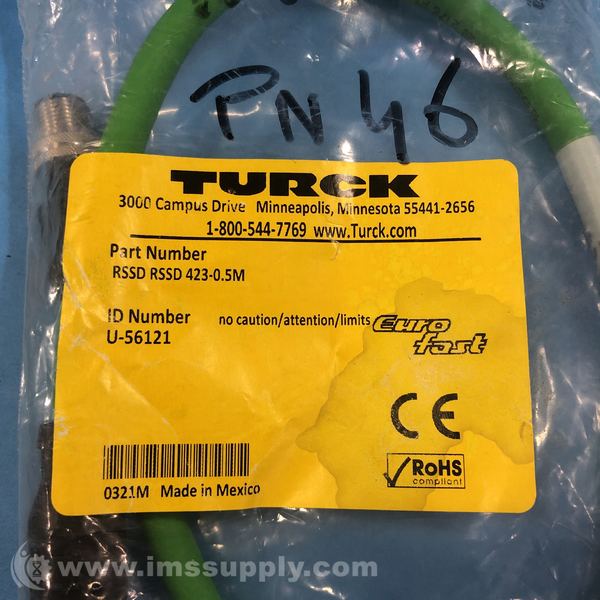 PN 46
TURCK
3000 Campus Drive Minneapolis, Minnesota 55441-2656
1-800-544-7769 www.Turck.com
Part Number
RSSD RSSD 423-0.5M
ID Number
U-56121
no caution/attention/limits
Euro
fast
CE
RoHS
compliant
0321M Made in Mexico
www.imssupply.com